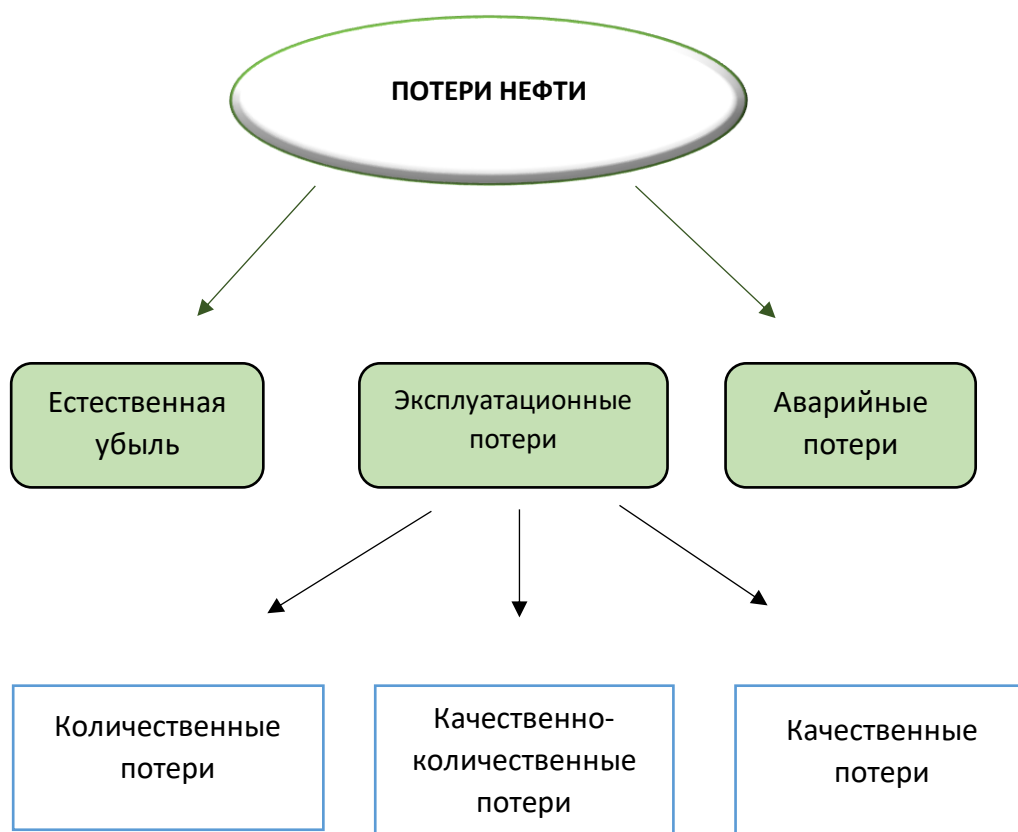 ПОТЕРИ НЕФТИ
Естественная
убыль
Эксплуатационные
потери
Аварийные
потери
Количественные
потери
Качественно-
количественные
потери
Качественные
потери